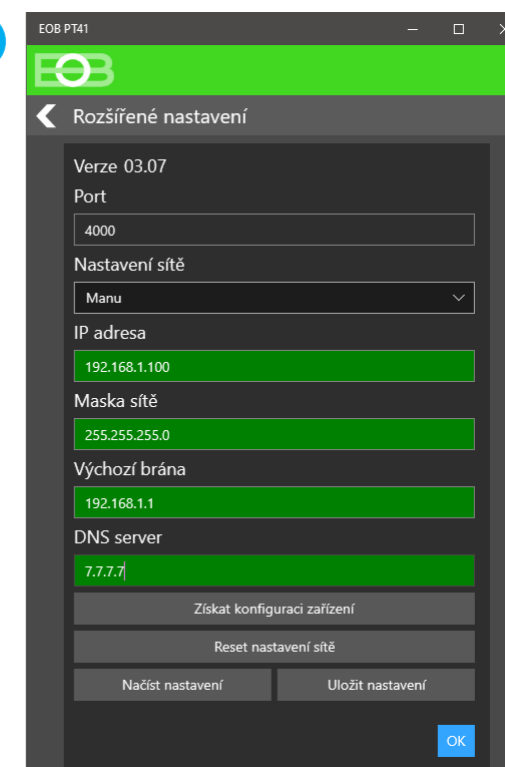 EOB PT41
EOB
Rozšířené nastavení
Verze 03.07
Port
4000
Nastavení sítě
Manu
IP adresa
192.168.1.100
Maska sítě
255.255.255.0
Výchozí brána
192.168.1.1
DNS server
7.7.7.7
Získat konfiguraci zařízení
Reset nastavení sítě
Načíst nastavení
Uložit nastavení
OK